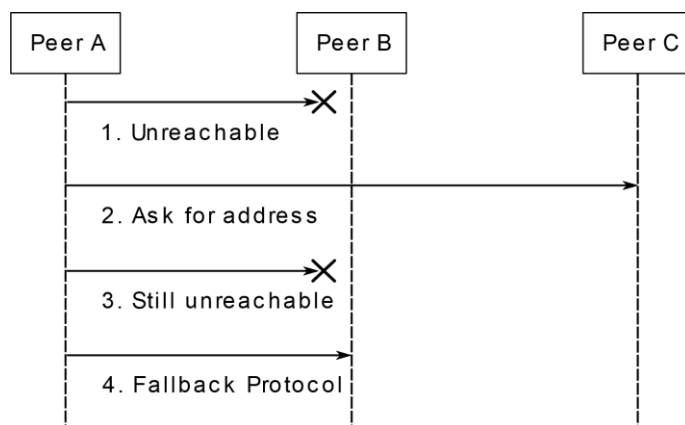 Peer A
Peer B
Peer C
1. Unreachable
2. Ask for address
3. Still unreachable
4. Fallback Protocol